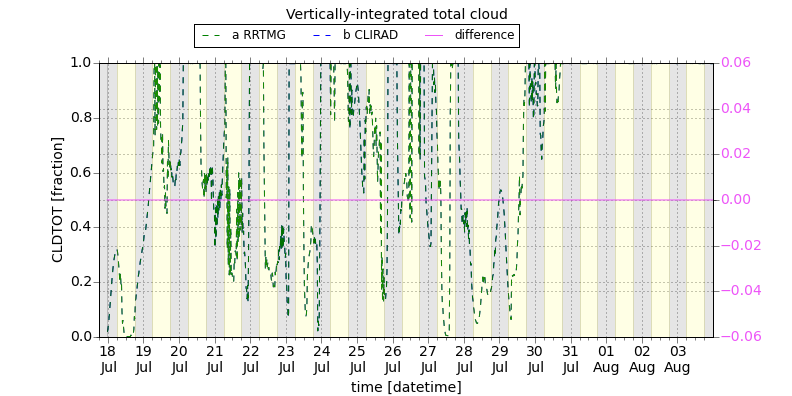 Vertically-integrated total cloud
a RRTMG b CLIRAD difference
1.0
0.8
0.6
0.4
0.2
0.0
CLDTOT [fraction]
0.06
0.04
0.02
0.00
−0.02
−0.04
−0.06
18 19 20 21 22 23 24 25 26 27 28 29 30 31 01 02 03
Jul Jul Jul Jul Jul Jul Jul Jul Jul Jul Jul Jul Jul Jul Aug Aug Aug
time [datetime]